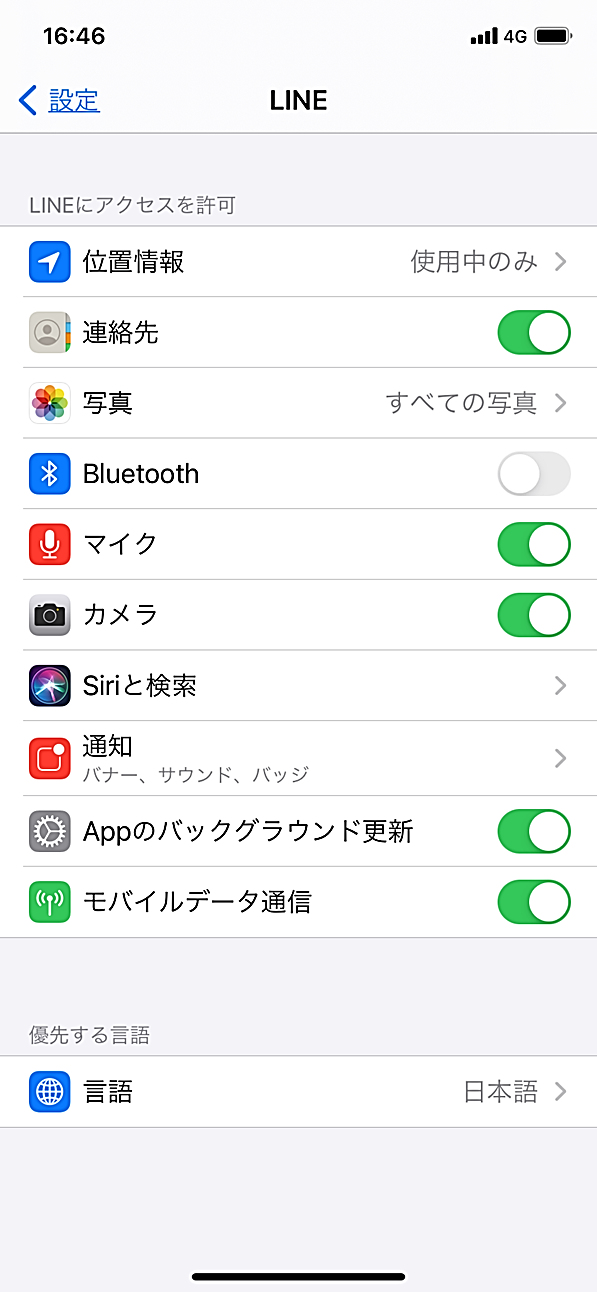 16:46
4G
設定
LINE
LINEにアクセスを許可
位置情報
使用中のみ
連絡先
写真
すべての写真
Bluetooth
マイク
カメラ
Siriと検索
通知
バナー、サウンド、バッジ
Appのバックグラウンド更新
モバイルデータ通信
優先する言語
言語
日本語